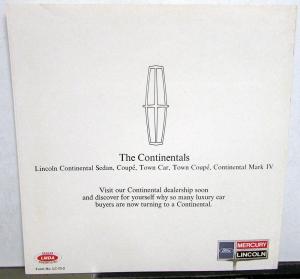 The Continentals
Lincoln Continental Sedan, Coupé, Town Car, Town Coupé, Continental Mark IV
Visit our Continental dealership soon
and discover for yourself why so many luxury car
buyers are now turning to a Continental.
LMDA
MERCURY
LINCOLN